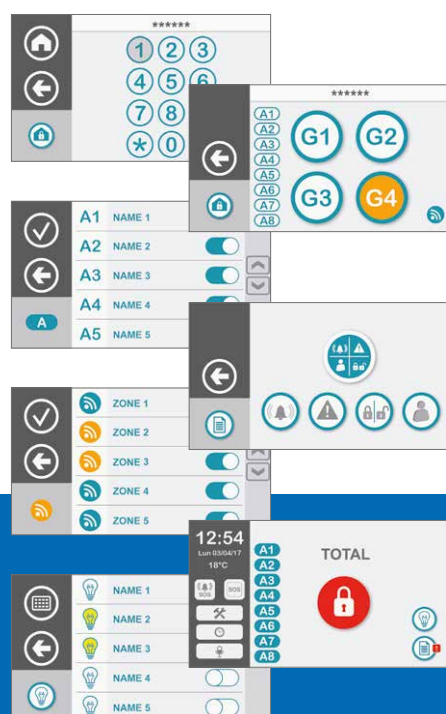 ******
1 2 3
4 5 6
7 8
* 0
******
A1
A2
A3
A4
A5
A6
A7
A8
G1 G2
G3 G4
A1 NAME 1
A2 NAME 2
A3 NAME 3
A4 NAME 4
A5 NAME 5
A
ZONE 1
ZONE 2
ZONE 3
ZONE 4
ZONE 5
12:54
Lun 03/04/17
18°C
SOS SOS
A1
A2
A3
A4
A5
A6
A7
A8
TOTAL
NAME 1
NAME 2
NAME 3
NAME 4
NAME 5